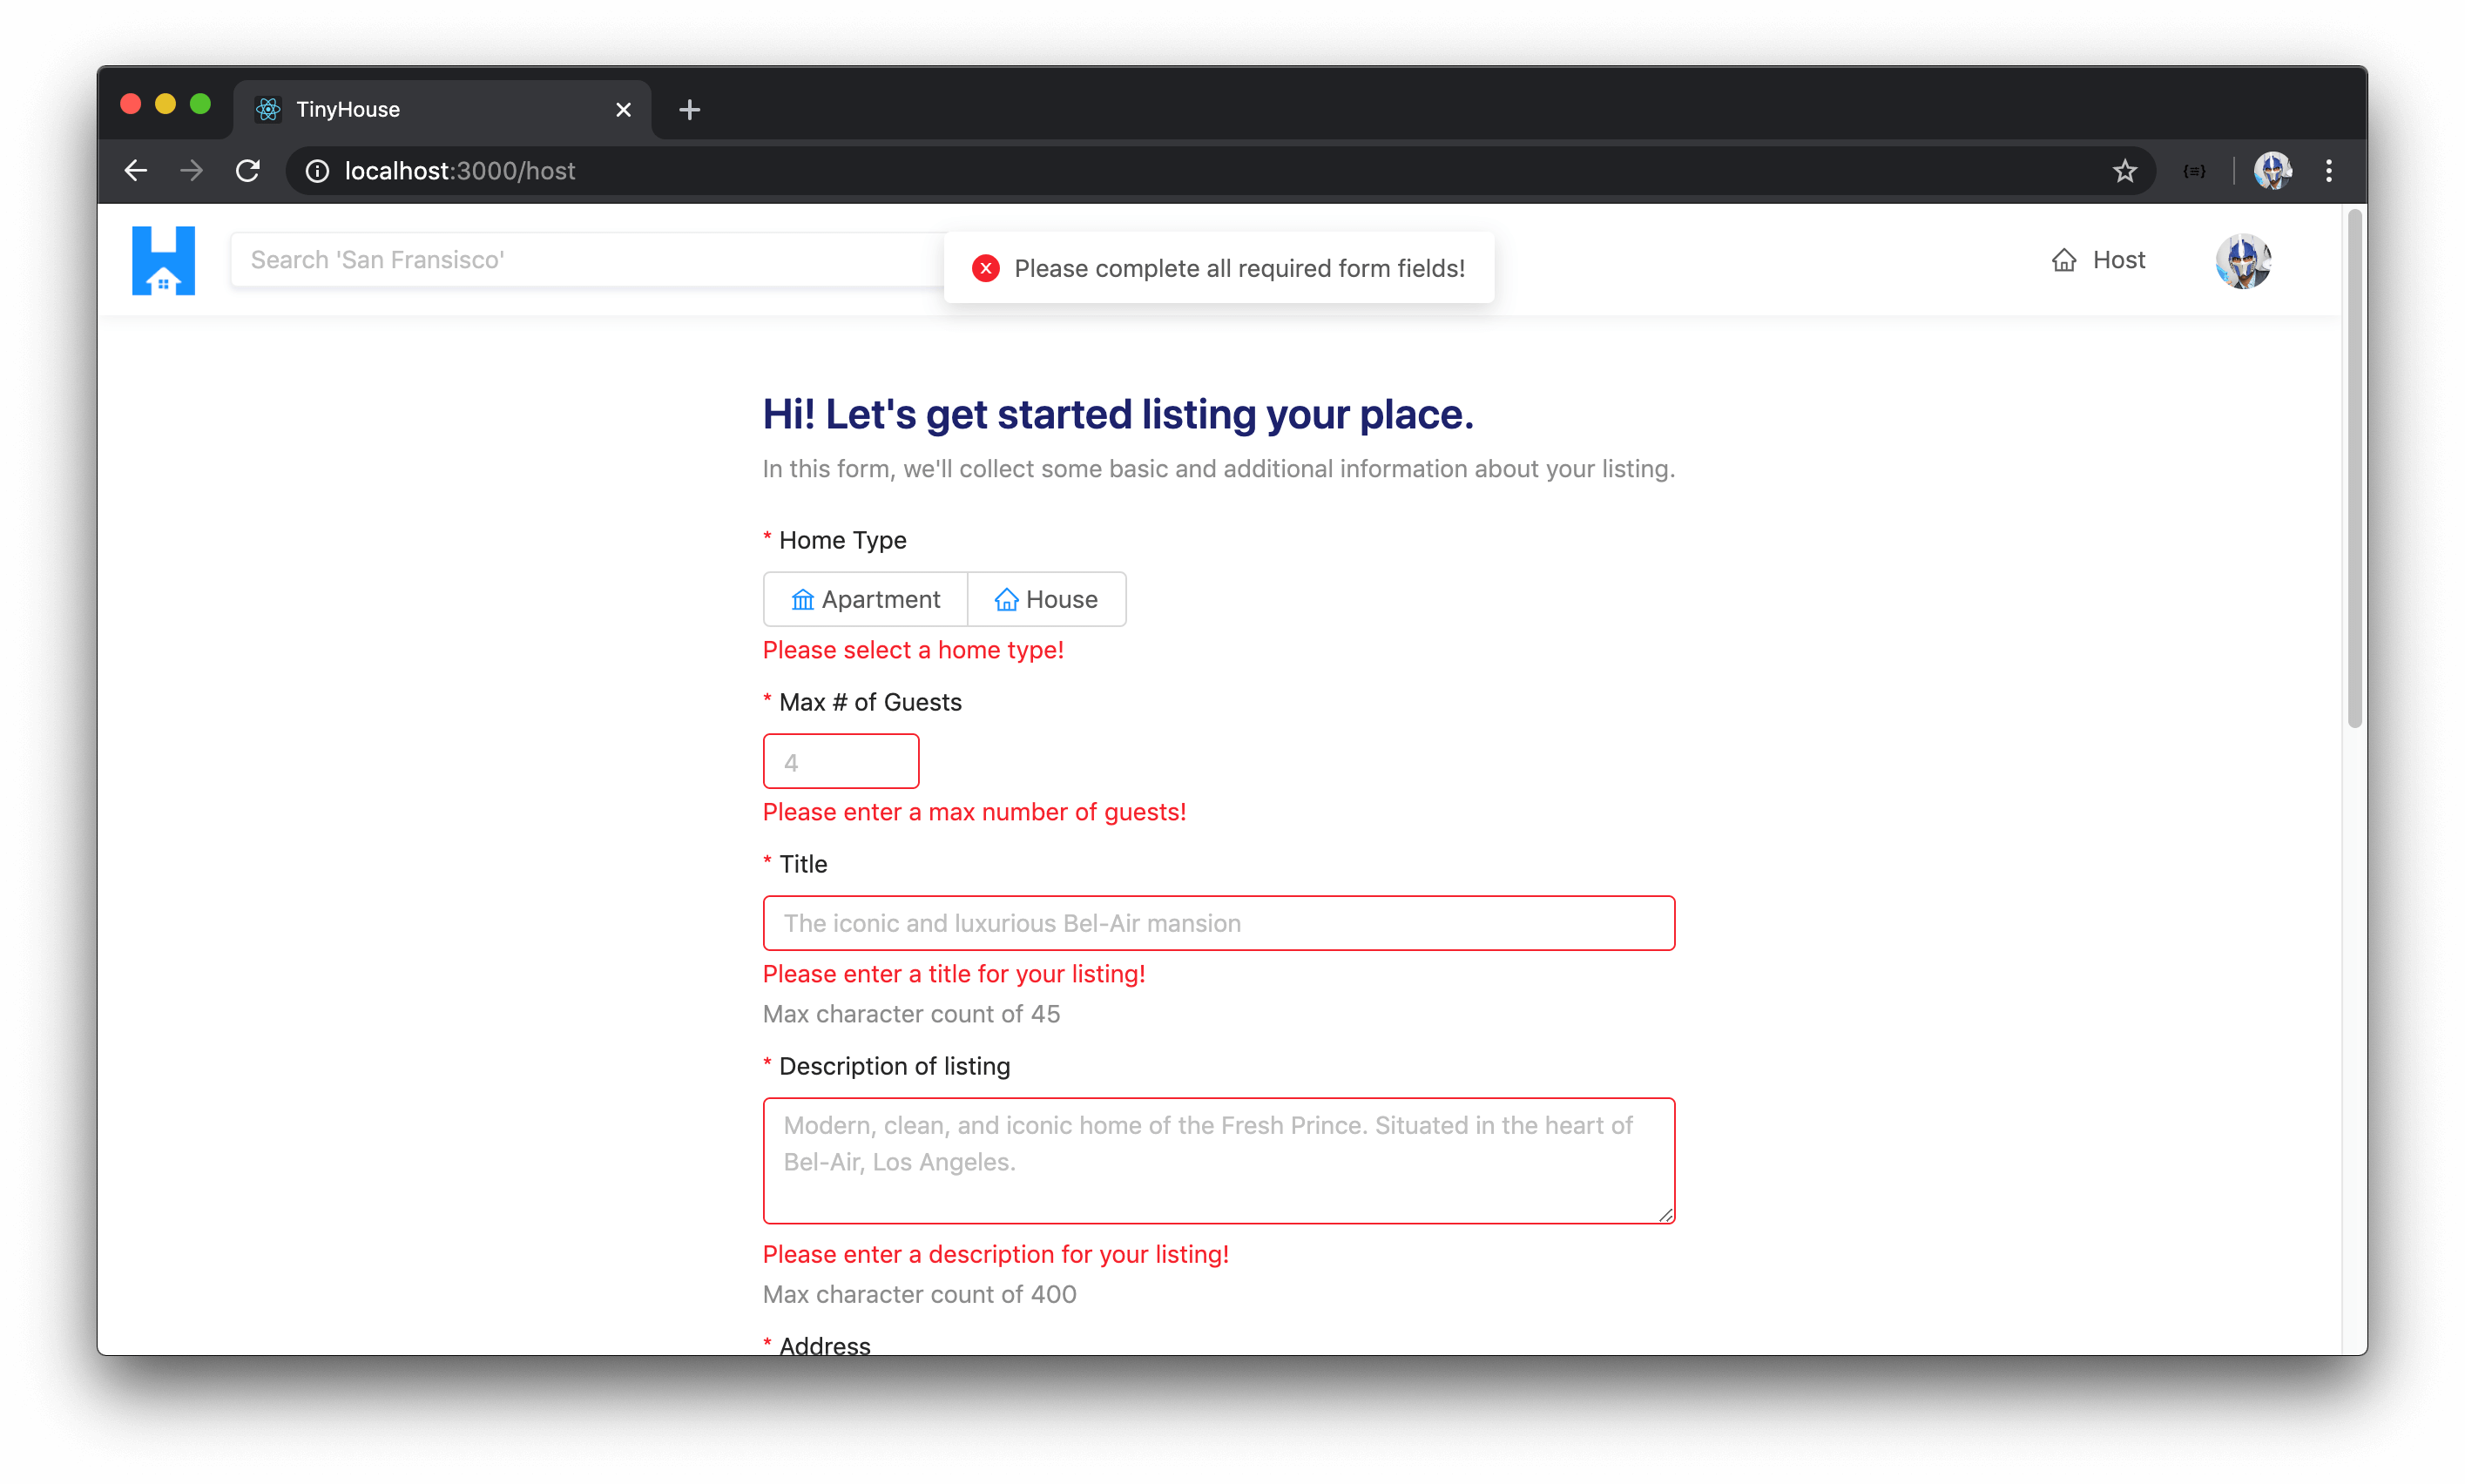 TinyHouse
localhost:3000/host
Search 'San Fransisco'
Please complete all required form fields!
Host
Hi! Let's get started listing your place.
In this form, we'll collect some basic and additional information about your listing.
* Home Type
Apartment
House
Please select a home type!
* Max # of Guests
4
Please enter a max number of guests!
* Title
The iconic and luxurious Bel-Air mansion
Please enter a title for your listing!
Max character count of 45
* Description of listing
Modern, clean, and iconic home of the Fresh Prince. Situated in the heart of
Bel-Air, Los Angeles.
Please enter a description for your listing!
Max character count of 400
* Address